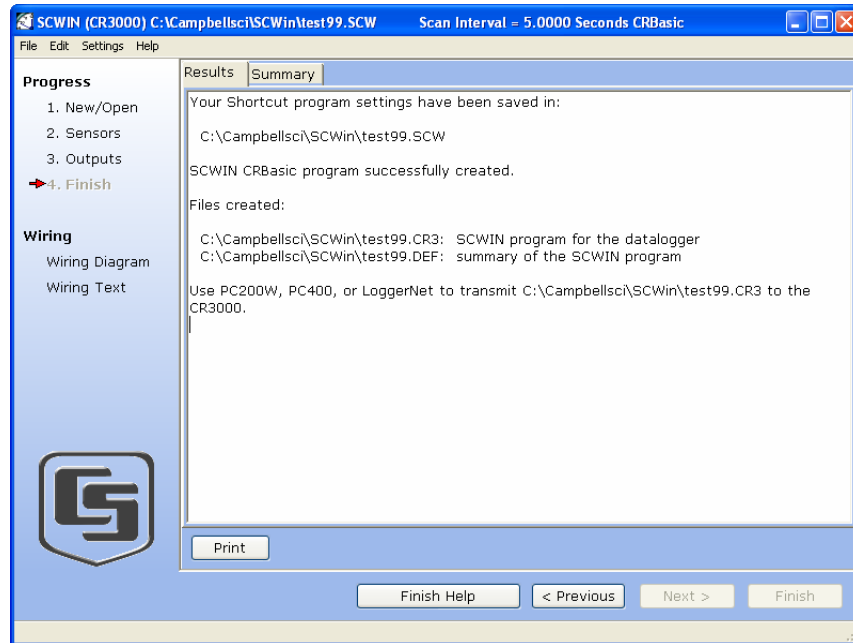 SCWIN (CR3000) C:\Campbellsci\SCWin\test99.SCW Scan Interval = 5.0000 Seconds CRBasic
File Edit Settings Help
Progress
1. New/Open
2. Sensors
3. Outputs
4. Finish
Wiring
Wiring Diagram
Wiring Text
Results Summary
Your Shortcut program settings have been saved in:
C:\Campbellsci\SCWin\test99.SCW
SCWIN CRBasic program successfully created.
Files created:
C:\Campbellsci\SCWin\test99.CR3: SCWIN program for the datalogger
C:\Campbellsci\SCWin\test99.DEF: summary of the SCWIN program
Use PC200W, PC400, or LoggerNet to transmit C:\Campbellsci\SCWin\test99.CR3 to the
CR3000.
Print
Finish Help < Previous Next > Finish